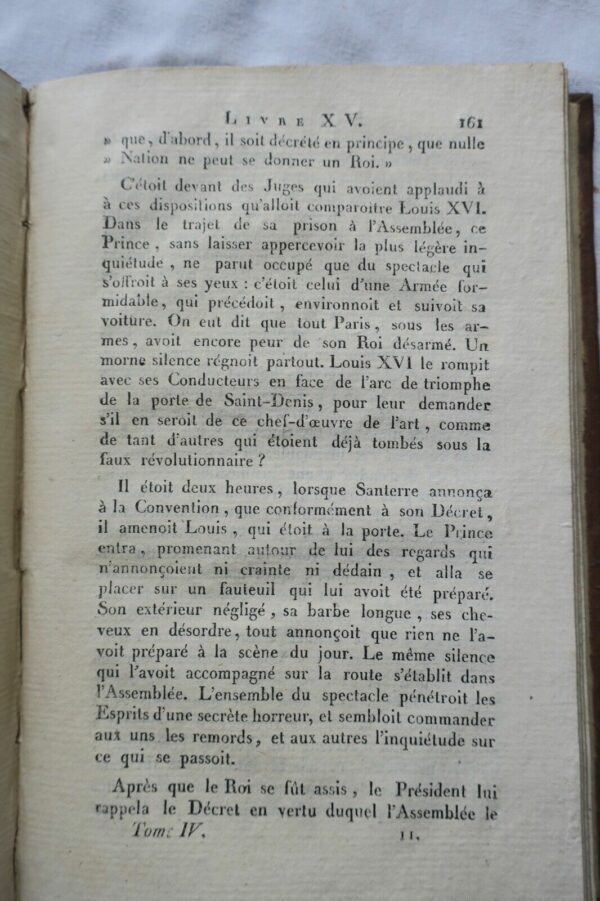 LIVRE XV. 161
» que, d'abord, il soit décrété en principe, que nulle
» Nation ne peut se donner un Roi. »
C'étoit devant des Juges qui avoient applaudi à
à ces dispositions qu'alloit comparoitre Louis XVI.
Dans le trajet de sa prison à l'Assemblée, ce
Prince, sans laisser appercevoir la plus légère in-
quiétude, ne parut occupé que du spectacle qui
s'offroit à ses yeux : c'étoit celui d'une Armée for-
midable, qui précédoit, environnoit et suivoit sa
voiture. On eut dit que tout Paris, sous les ar-
mes, avoit encore peur de son Roi désarmé. Un
morne silence régnoit partout. Louis XVI le rompit
avec ses Conducteurs en face de l'arc de triomphe
de la porte de Saint-Denis, pour leur demander
s'il en seroit de ce chef-d'œuvre de l'art, comme
de tant d'autres qui étoient déjà tombés sous la
faux révolutionnaire ?
Il étoit deux heures, lorsque Santerre annonça
à la Convention, que conformément à son Décret,
il amenoit Louis, qui étoit à la porte. Le Prince
entra, promenant autour de lui des regards qui
n'annonçoient ni crainte ni dédain, et alla se
placer sur un fauteuil qui lui avoit été préparé.
Son extérieur négligé, sa barbe longue, ses che-
veux en désordre, tout annonçoit que rien ne l'a-
voit préparé à la scène du jour. Le même silence
qui l'avoit accompagné sur la route s'établit dans
l'Assemblée. L'ensemble du spectacle pénétroit les
Esprits d'une secrète horreur, et sembloit commander
aux uns les remords, et aux autres l'inquiétude sur
ce qui se passoit.
Après que le Roi se fût assis, le Président lui
rappela le Décret en vertu duquel l'Assemblée le
Tome IV. 11.